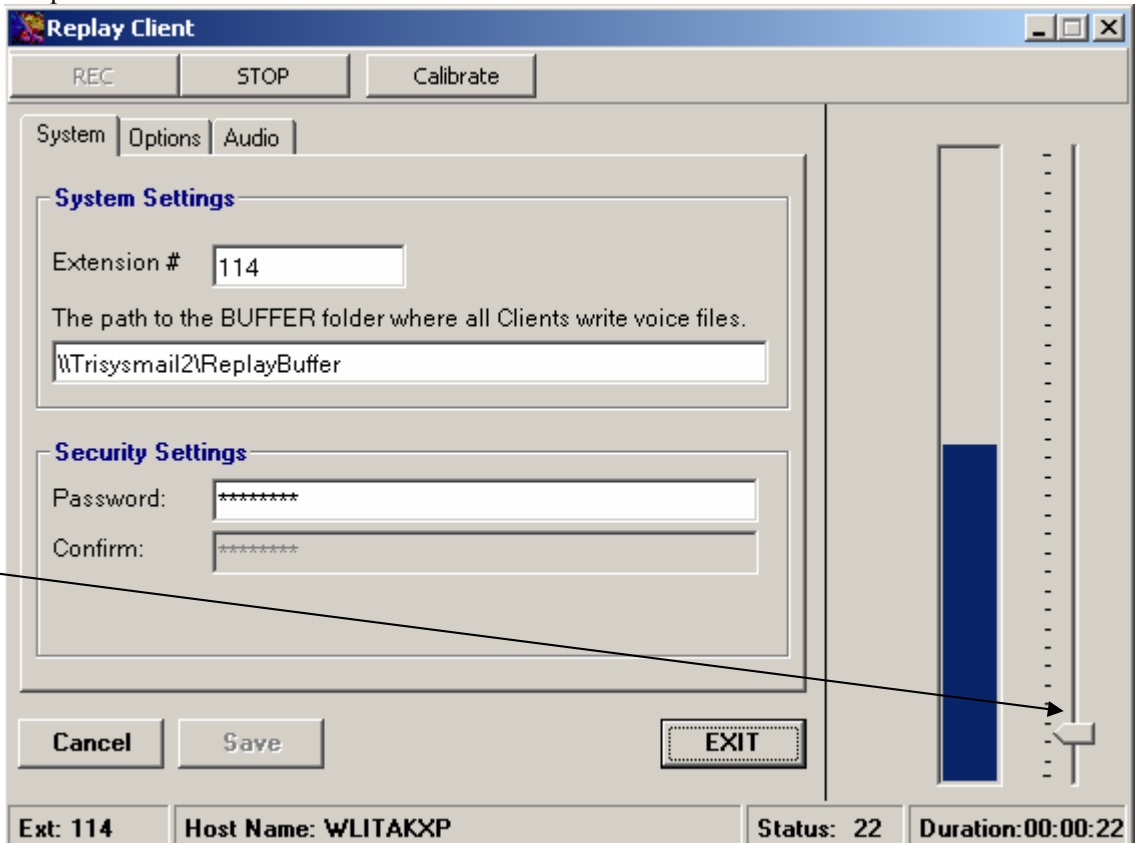 Replay Client
REC STOP Calibrate
System Options Audio
System Settings
Extension # 114
The path to the BUFFER folder where all Clients write voice files.
\\Trisysmail2\ReplayBuffer
Security Settings
Password: ********
Confirm: ********
Cancel Save EXIT
Ext: 114 Host Name: WLITAKXP Status: 22 Duration:00:00:22